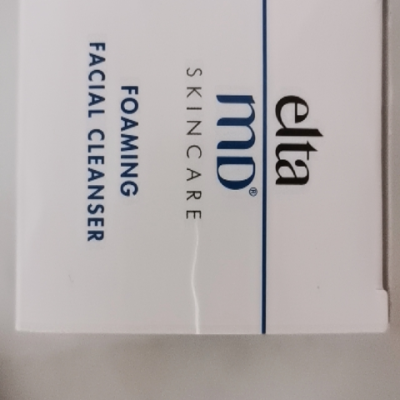 elta
MD®
SKINCARE
FOAMING
FACIAL CLEANSER